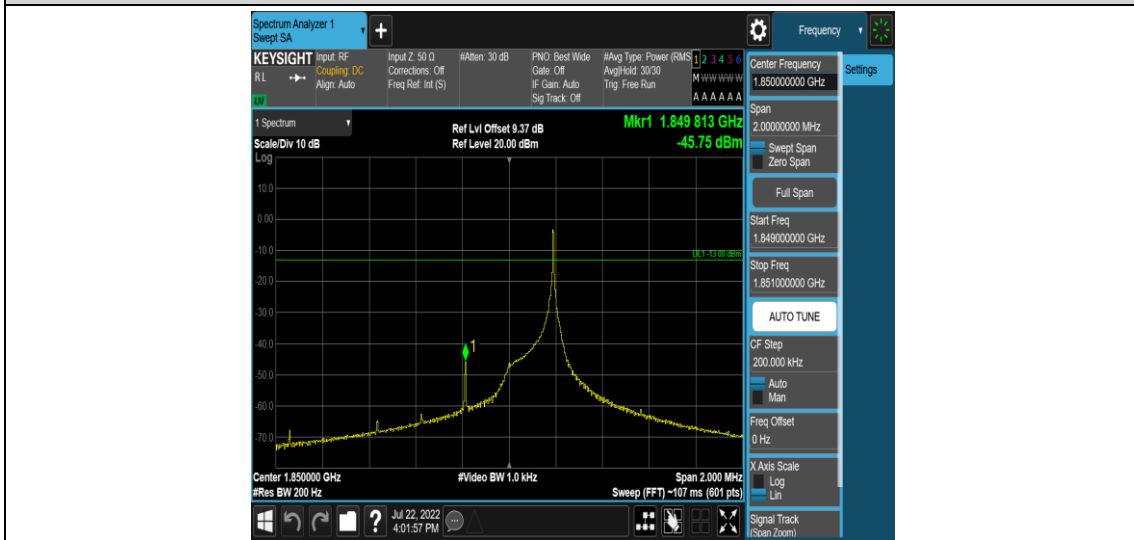 Spectrum Analyzer 1
Swept SA
+
Frequency
KEYSIGHT
RL
LXI
Input: RF
Coupling: DC
Align: Auto
Input Z: 50 Ω
Corrections: Off
Freq Ref: Int (S)
#Atten: 30 dB
PNO: Best Wide
Gate: Off
IF Gain: Auto
Sig Track: Off
#Avg Type: Power (RMS
Avg|Hold: 30/30
Trig: Free Run
1 2 3 4 5 6
M W W W W W
A A A A A A
1 Spectrum
Scale/Div 10 dB
Log
Ref Lvl Offset 9.37 dB
Ref Level 20.00 dBm
Mkr1 1.849 813 GHz
-45.75 dBm
10.0
0.00
-10.0
DL1 -13.00 dBm
-20.0
-30.0
-40.0
1
-50.0
-60.0
-70.0
Center 1.850000 GHz
#Video BW 1.0 kHz
Span 2.000 MHz
#Res BW 200 Hz
Sweep (FFT) ~107 ms (601 pts)
?
Jul 22, 2022
4:01:57 PM
Center Frequency
1.850000000 GHz
Settings
Span
2.00000000 MHz
Swept Span
Zero Span
Full Span
Start Freq
1.849000000 GHz
Stop Freq
1.851000000 GHz
AUTO TUNE
CF Step
200.000 kHz
Auto
Man
Freq Offset
0 Hz
X Axis Scale
Log
Lin
Signal Track
(Span Zoom)